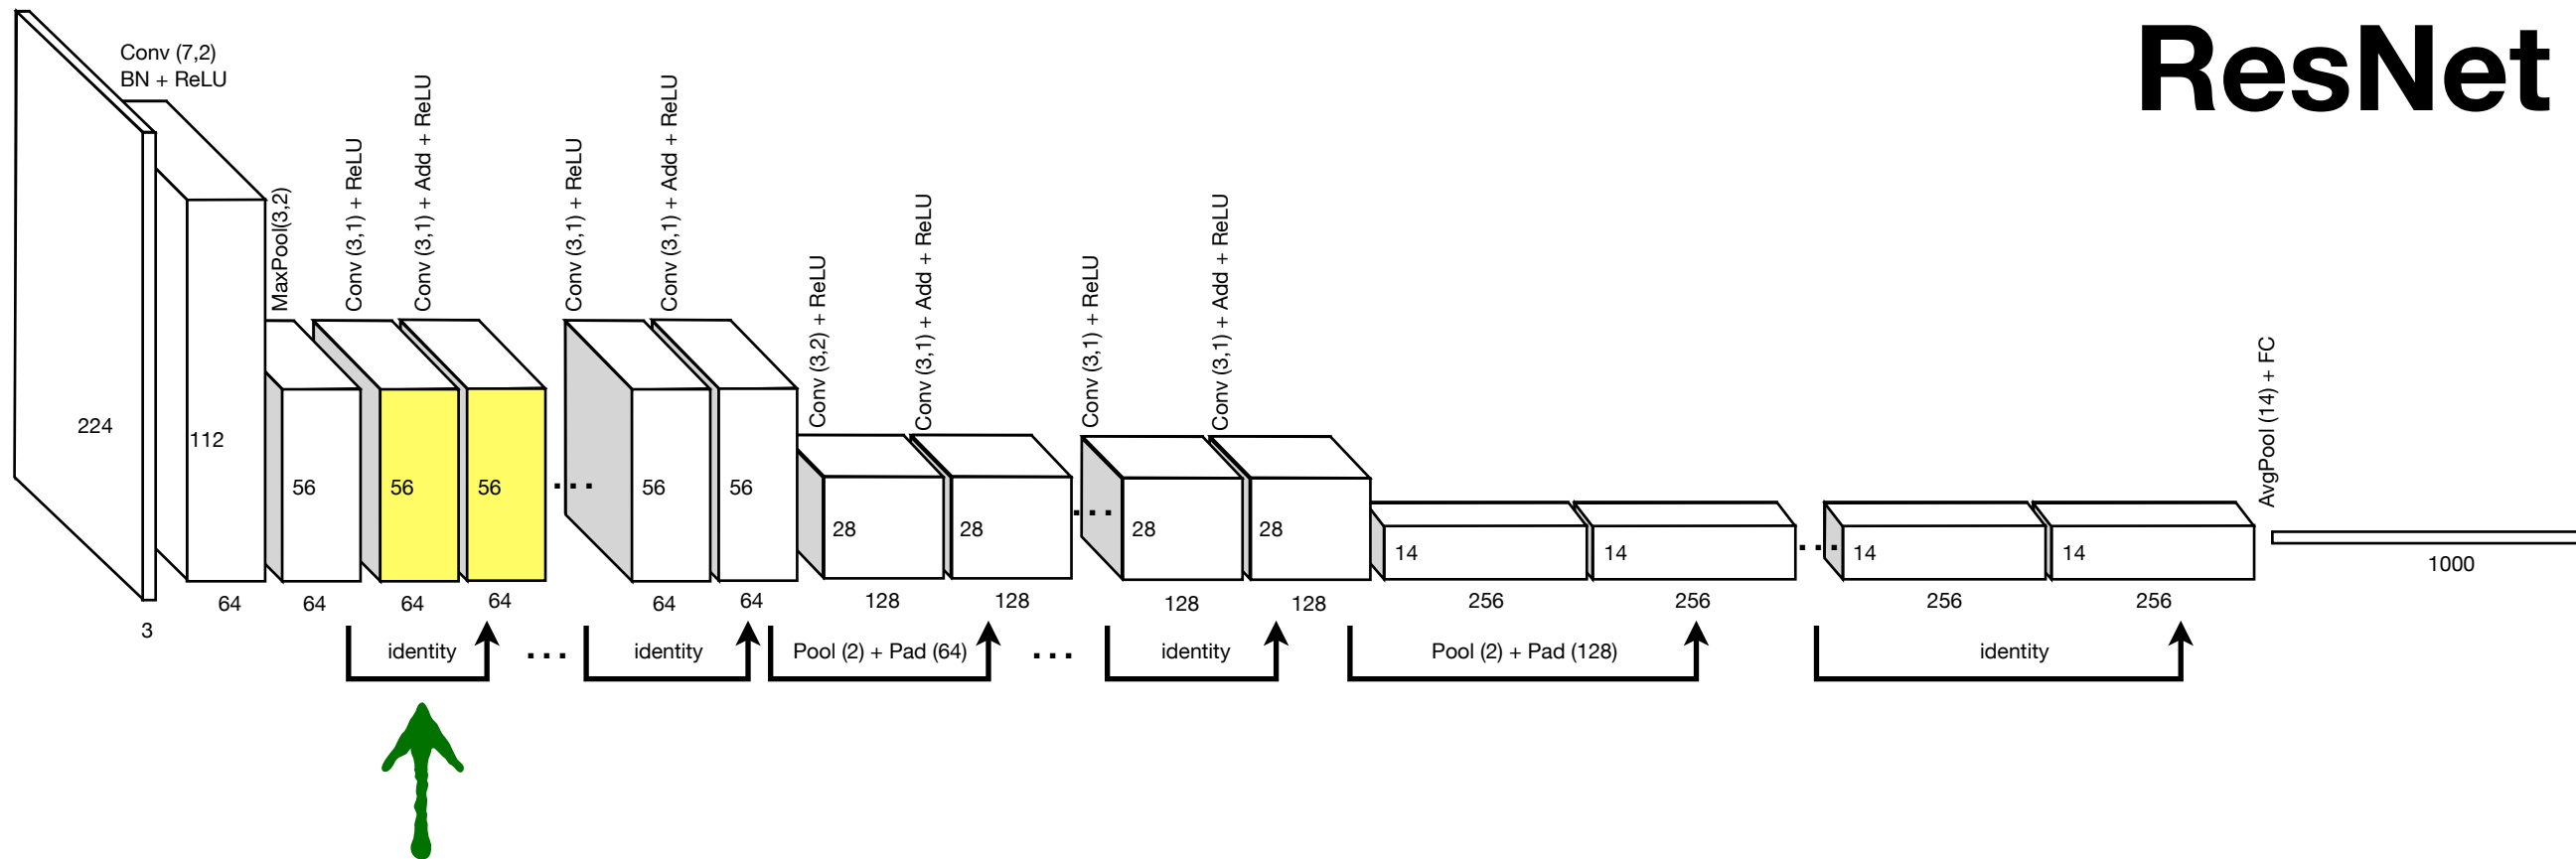 ResNet
Conv (7,2)
BN + ReLU
MaxPool(3,2)
Conv (3,1) + ReLU
Conv (3,1) + Add + ReLU
Conv (3,1) + ReLU
Conv (3,1) + Add + ReLU
Conv (3,2) + ReLU
Conv (3,1) + Add + ReLU
Conv (3,1) + ReLU
Conv (3,1) + Add + ReLU
AvgPool (14) + FC
224
112
56
56
56
...
56
56
28
28
...
28
28
14
14
...
14
14
3
64
64
64
64
64
64
128
128
128
128
256
256
256
256
1000
identity
...
identity
Pool (2) + Pad (64)
...
identity
Pool (2) + Pad (128)
identity